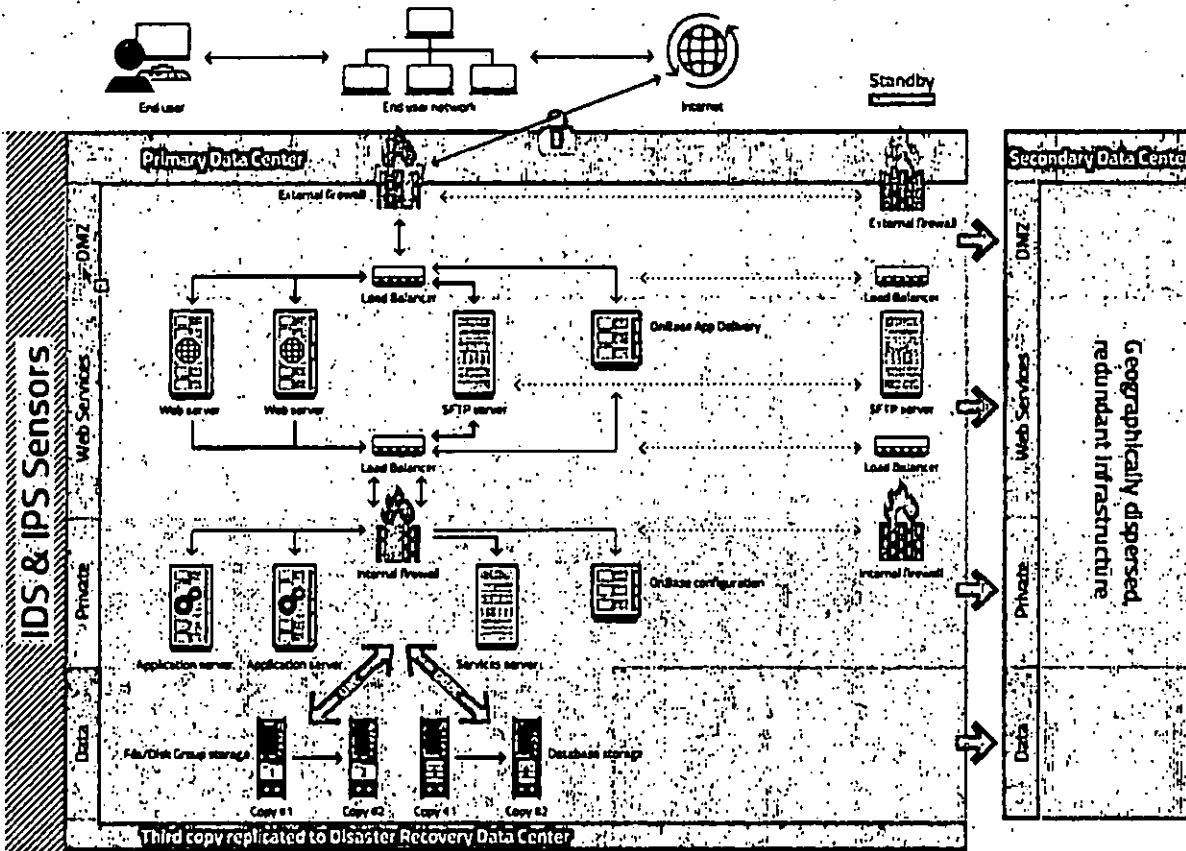 End user
End user network
Internet
Standby
Primary Data Center
Secondary Data Center
IDS & IPS Sensors
DMZ
Web Services
Private
Data
External firewall
External firewall
Load Balancer
Load Balancer
OnBase App Delivery
Web server
Web server
SFTP server
SFTP server
Load Balancer
Load Balancer
Internal firewall
Internal firewall
OnBase configuration
Application server
Application server
Services server
UNC
File/Disk Group storage
Database storage
Copy #1
Copy #2
Copy #1
Copy #2
Third copy replicated to Disaster Recovery Data Center
DMZ
Web Services
Private
Data
Geographically dispersed,
redundant infrastructure